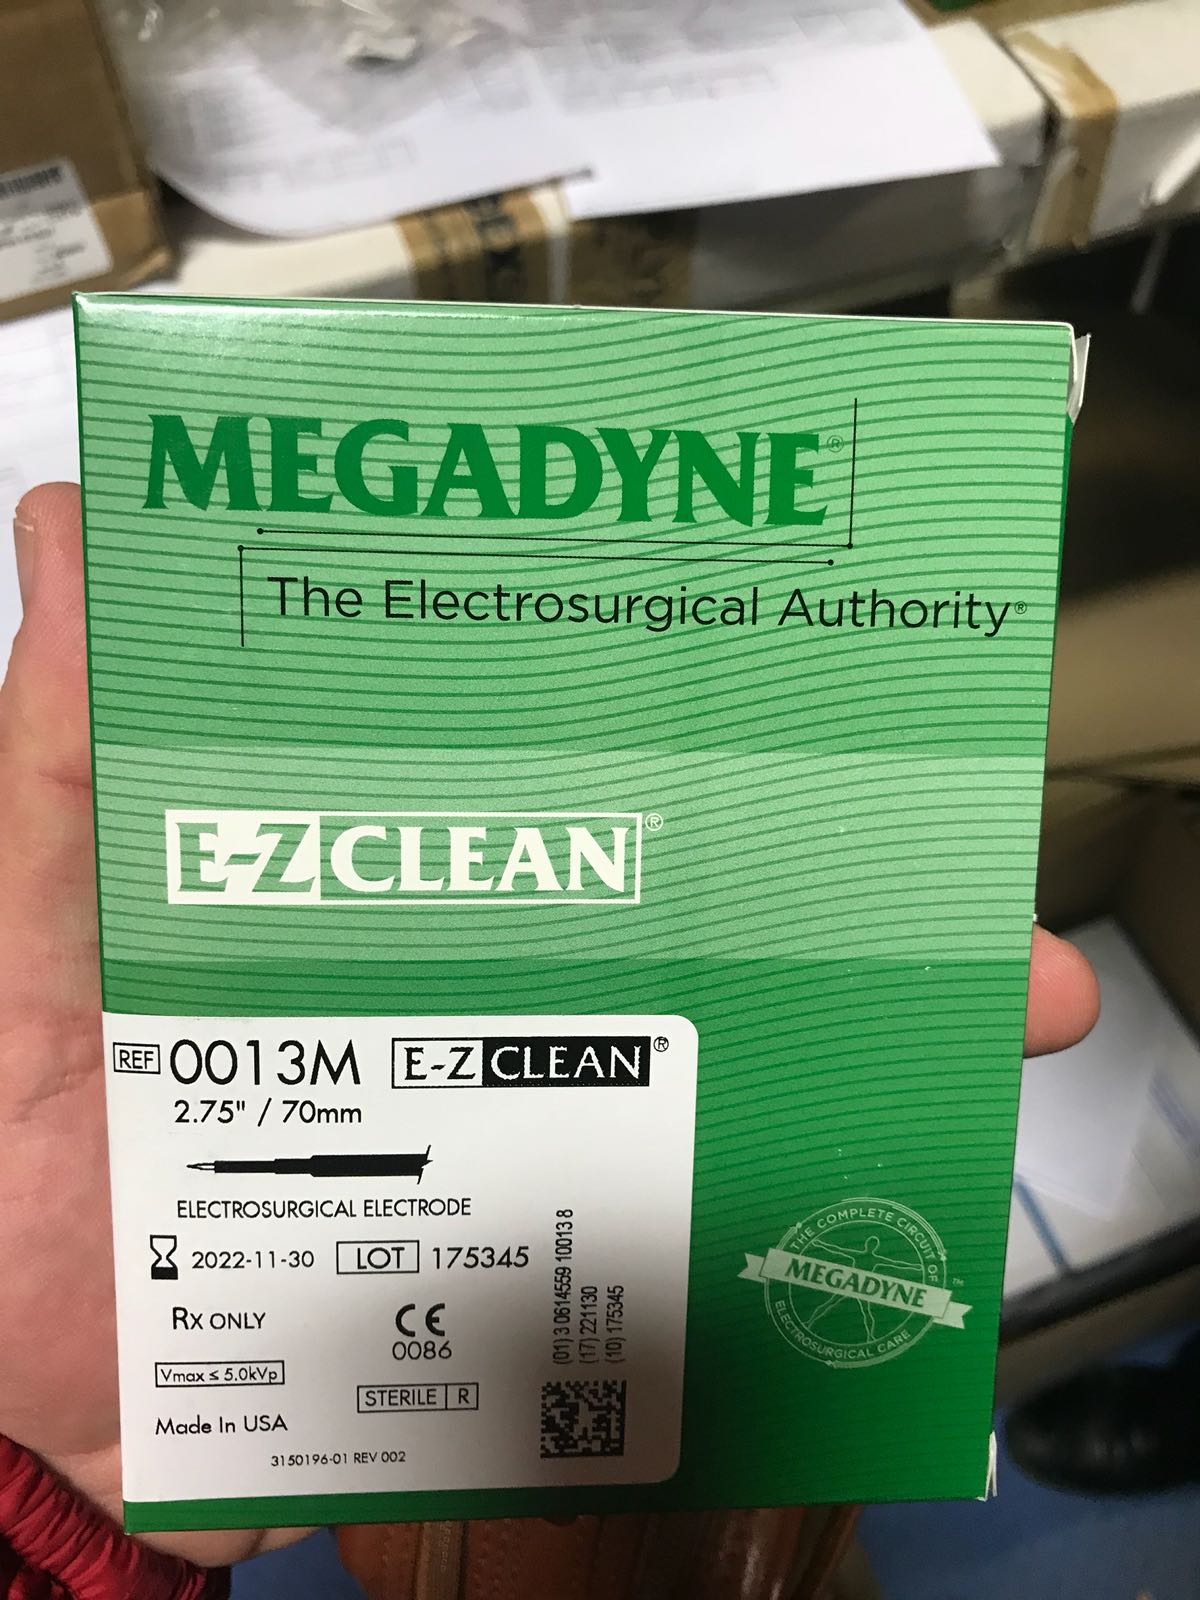 MEGADYNE®
The Electrosurgical Authority®
E-Z CLEAN®
REF 0013M E-Z CLEAN®
2.75" / 70mm
ELECTROSURGICAL ELECTRODE
2022-11-30 LOT 175345
Rx ONLY
CE
0086
Vmax ≤ 5.0kVp
STERILE R
Made In USA
3150196-01 REV 002
(01) 3 0614559 10013 8
(17) 221130
(10) 175345
THE COMPLETE CIRCUIT OF
MEGADYNE™
ELECTROSURGICAL CARE